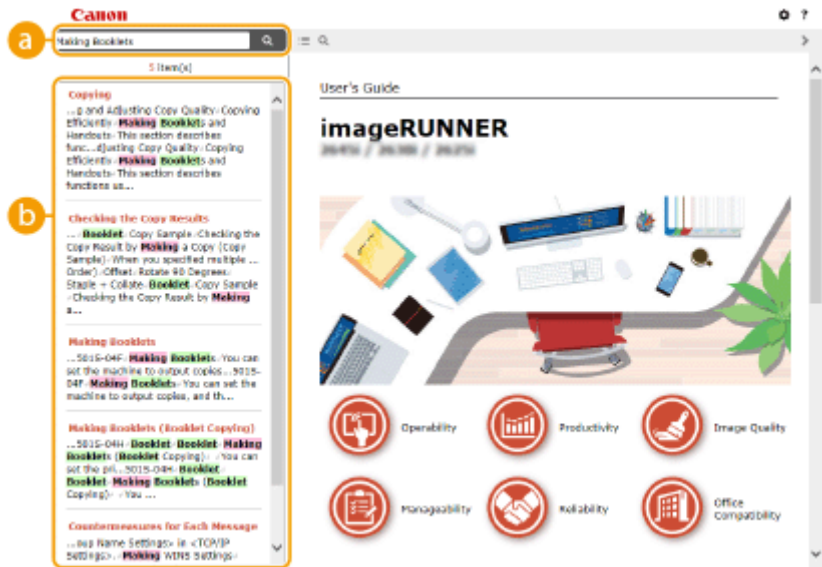 Canon
?
a
Making Booklets
5 item(s)
b
Copying
...p and Adjusting Copy Quality>Copying
Efficiently>Making Booklets and
Handouts>This section describes
func...djusting Copy Quality>Copying
Efficiently>Making Booklets and
Handouts>This section describes
functions us...
Checking the Copy Results
...>Booklet>Copy Sample>Checking the
Copy Result by Making a Copy (Copy
Sample)>When you specified multiple ...
Order)>Offset>Rotate 90 Degrees>
Staple + Collate>Booklet>Copy Sample
>Checking the Copy Result by Making
a...
Making Booklets
...5015-04F>Making Booklets>You can
set the machine to output copies...5015-
04F>Making Booklets>You can set the
machine to output copies, and th...
Making Booklets (Booklet Copying)
...5015-04H>Booklet>Booklet>Making
Booklets (Booklet Copying)> >You can
set the pri...5015-04H>Booklet>
Booklet>Making Booklets (Booklet
Copying)> >You ...
Countermeasures for Each Message
...oup Name Settings> in <TCP/IP
Settings>.>Making WINS Settings>
User's Guide
imageRUNNER
Operability
Productivity
Image Quality
Manageability
Reliability
Office
Compatibility